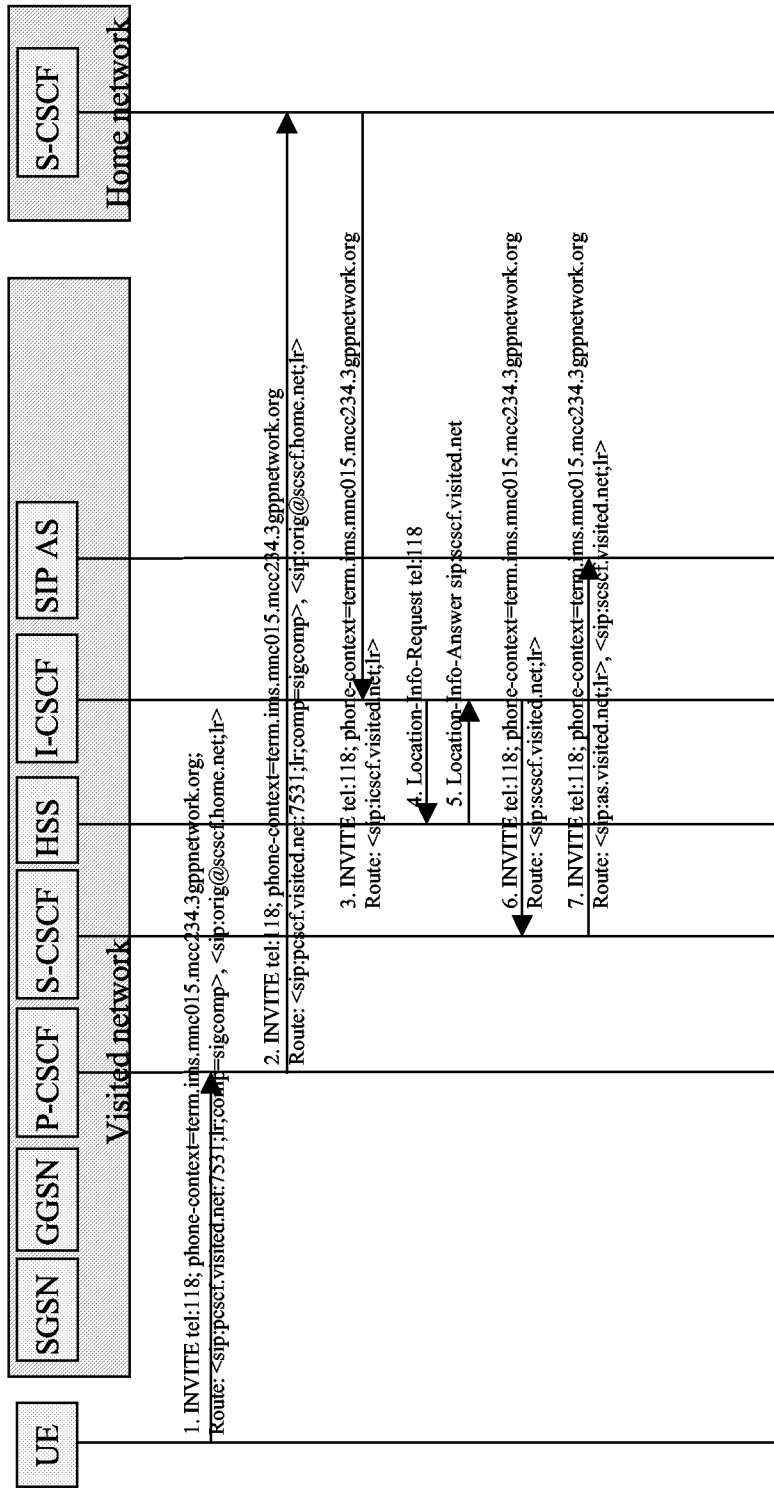 UE
SGSN
GGSN
P-CSCF
S-CSCF
HSS
I-CSCF
SIP AS
S-CSCF
Visited network
Home network
1. INVITE tel:118; phone-context=term.ims.mnc015.mcc234.3gppnetwork.org;
Route: <sip:pcscf.visited.net:7531;lr;comp=sigcomp>, <sip:orig@scscf.home.net;lr>
2. INVITE tel:118; phone-context=term.ims.mnc015.mcc234.3gppnetwork.org
Route: <sip:pcscf.visited.net:7531;lr;comp=sigcomp>, <sip:orig@scscf.home.net;lr>
3. INVITE tel:118; phone-context=term.ims.mnc015.mcc234.3gppnetwork.org
Route: <sip:icscf.visited.net;lr>
4. Location-Info-Request tel:118
5. Location-Info-Answer sip:scscf.visited.net
6. INVITE tel:118; phone-context=term.ims.mnc015.mcc234.3gppnetwork.org
Route: <sip:scscf.visited.net;lr>
7. INVITE tel:118; phone-context=term.ims.mnc015.mcc234.3gppnetwork.org
Route: <sip:as.visited.net;lr>, <sip:scscf.visited.net;lr>